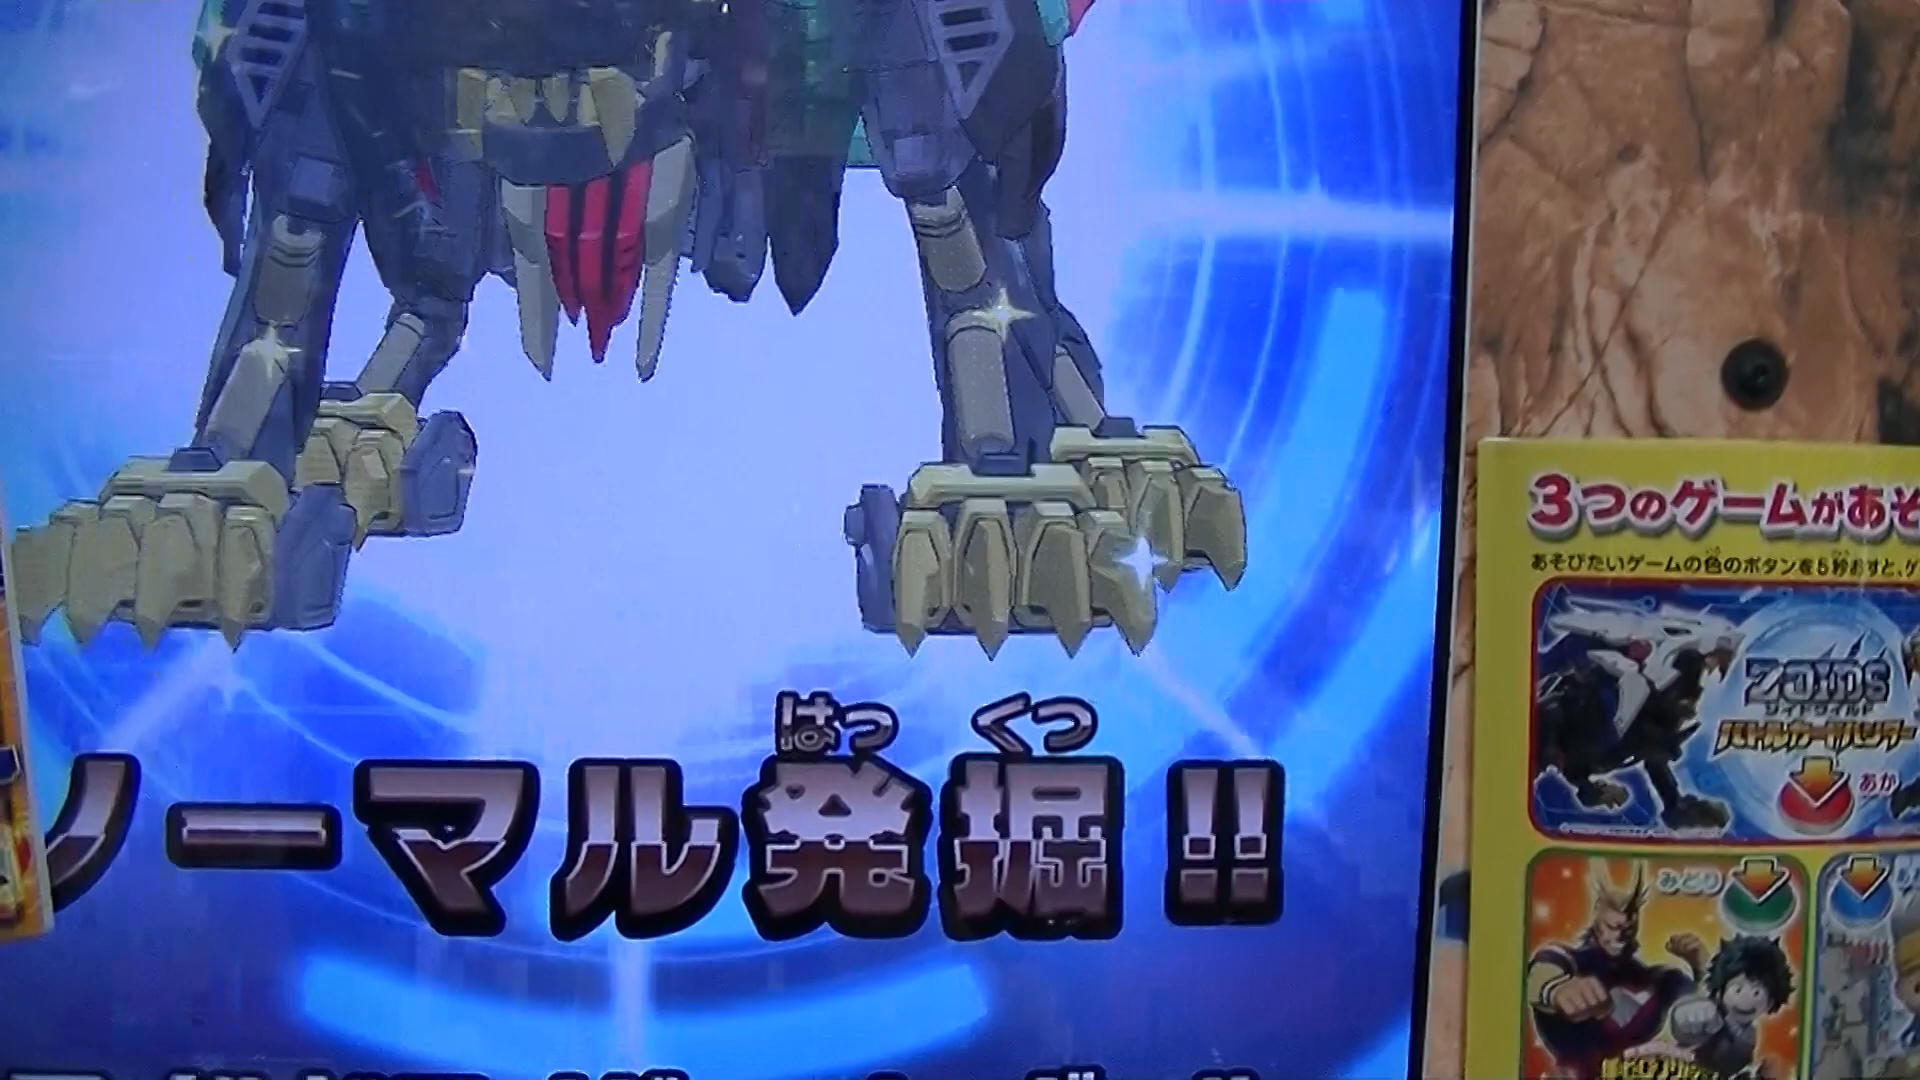 はっくつ
ノーマル発掘!!
3つのゲームがあそ
あそびたいゲームの色のボタンを5秒おすと、ゲ
ZOIDS
ゾイドワイルド
バトルカードハンター
あか
みどり